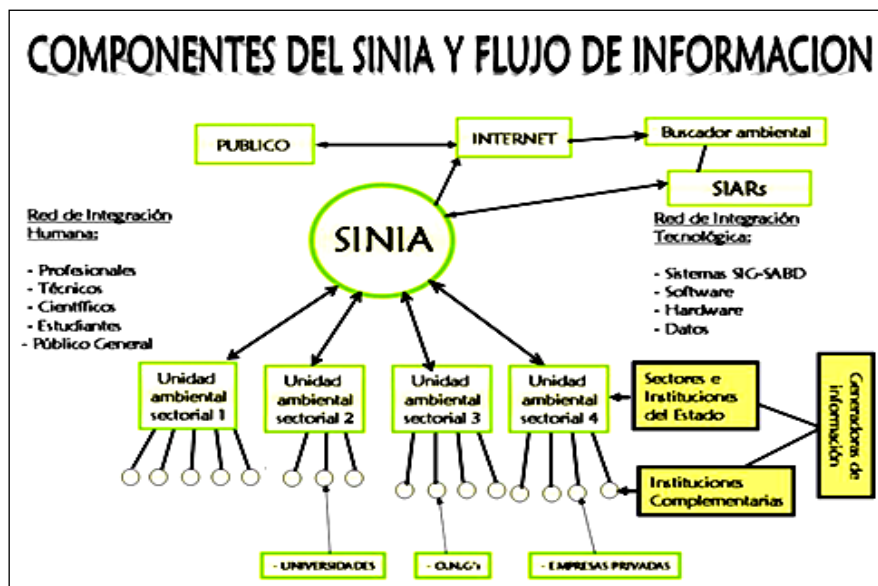 COMPONENTES DEL SINIA Y FLUJO DE INFORMACION
PUBLICO
INTERNET
Buscador ambiental
SIARs
SINIA
Red de Integración
Humana:
- Profesionales
- Técnicos
- Científicos
- Estudiantes
- Público General
Red de Integración
Tecnológica:
- Sistemas SIG-SABD
- Software
- Hardware
- Datos
Unidad
ambiental
sectorial 1
Unidad
ambiental
sectorial 2
Unidad
ambiental
sectorial 3
Unidad
ambiental
sectorial 4
Sectores e
Instituciones
del Estado
Instituciones
Complementarias
Generadoras de
información
- UNIVERSIDADES
- O.N.G's
- EMPRESAS PRIVADAS